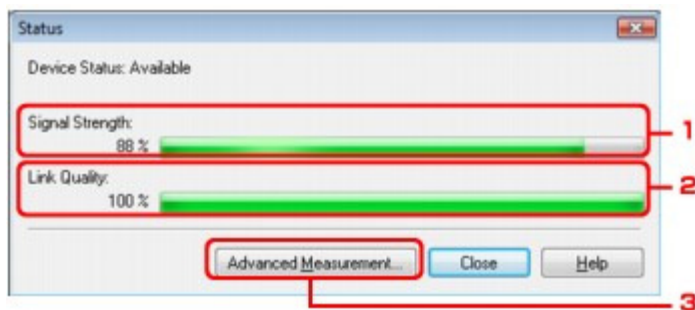 Status
Device Status: Available
Signal Strength:
88 %
1
Link Quality:
100 %
2
Advanced Measurement... Close Help
3